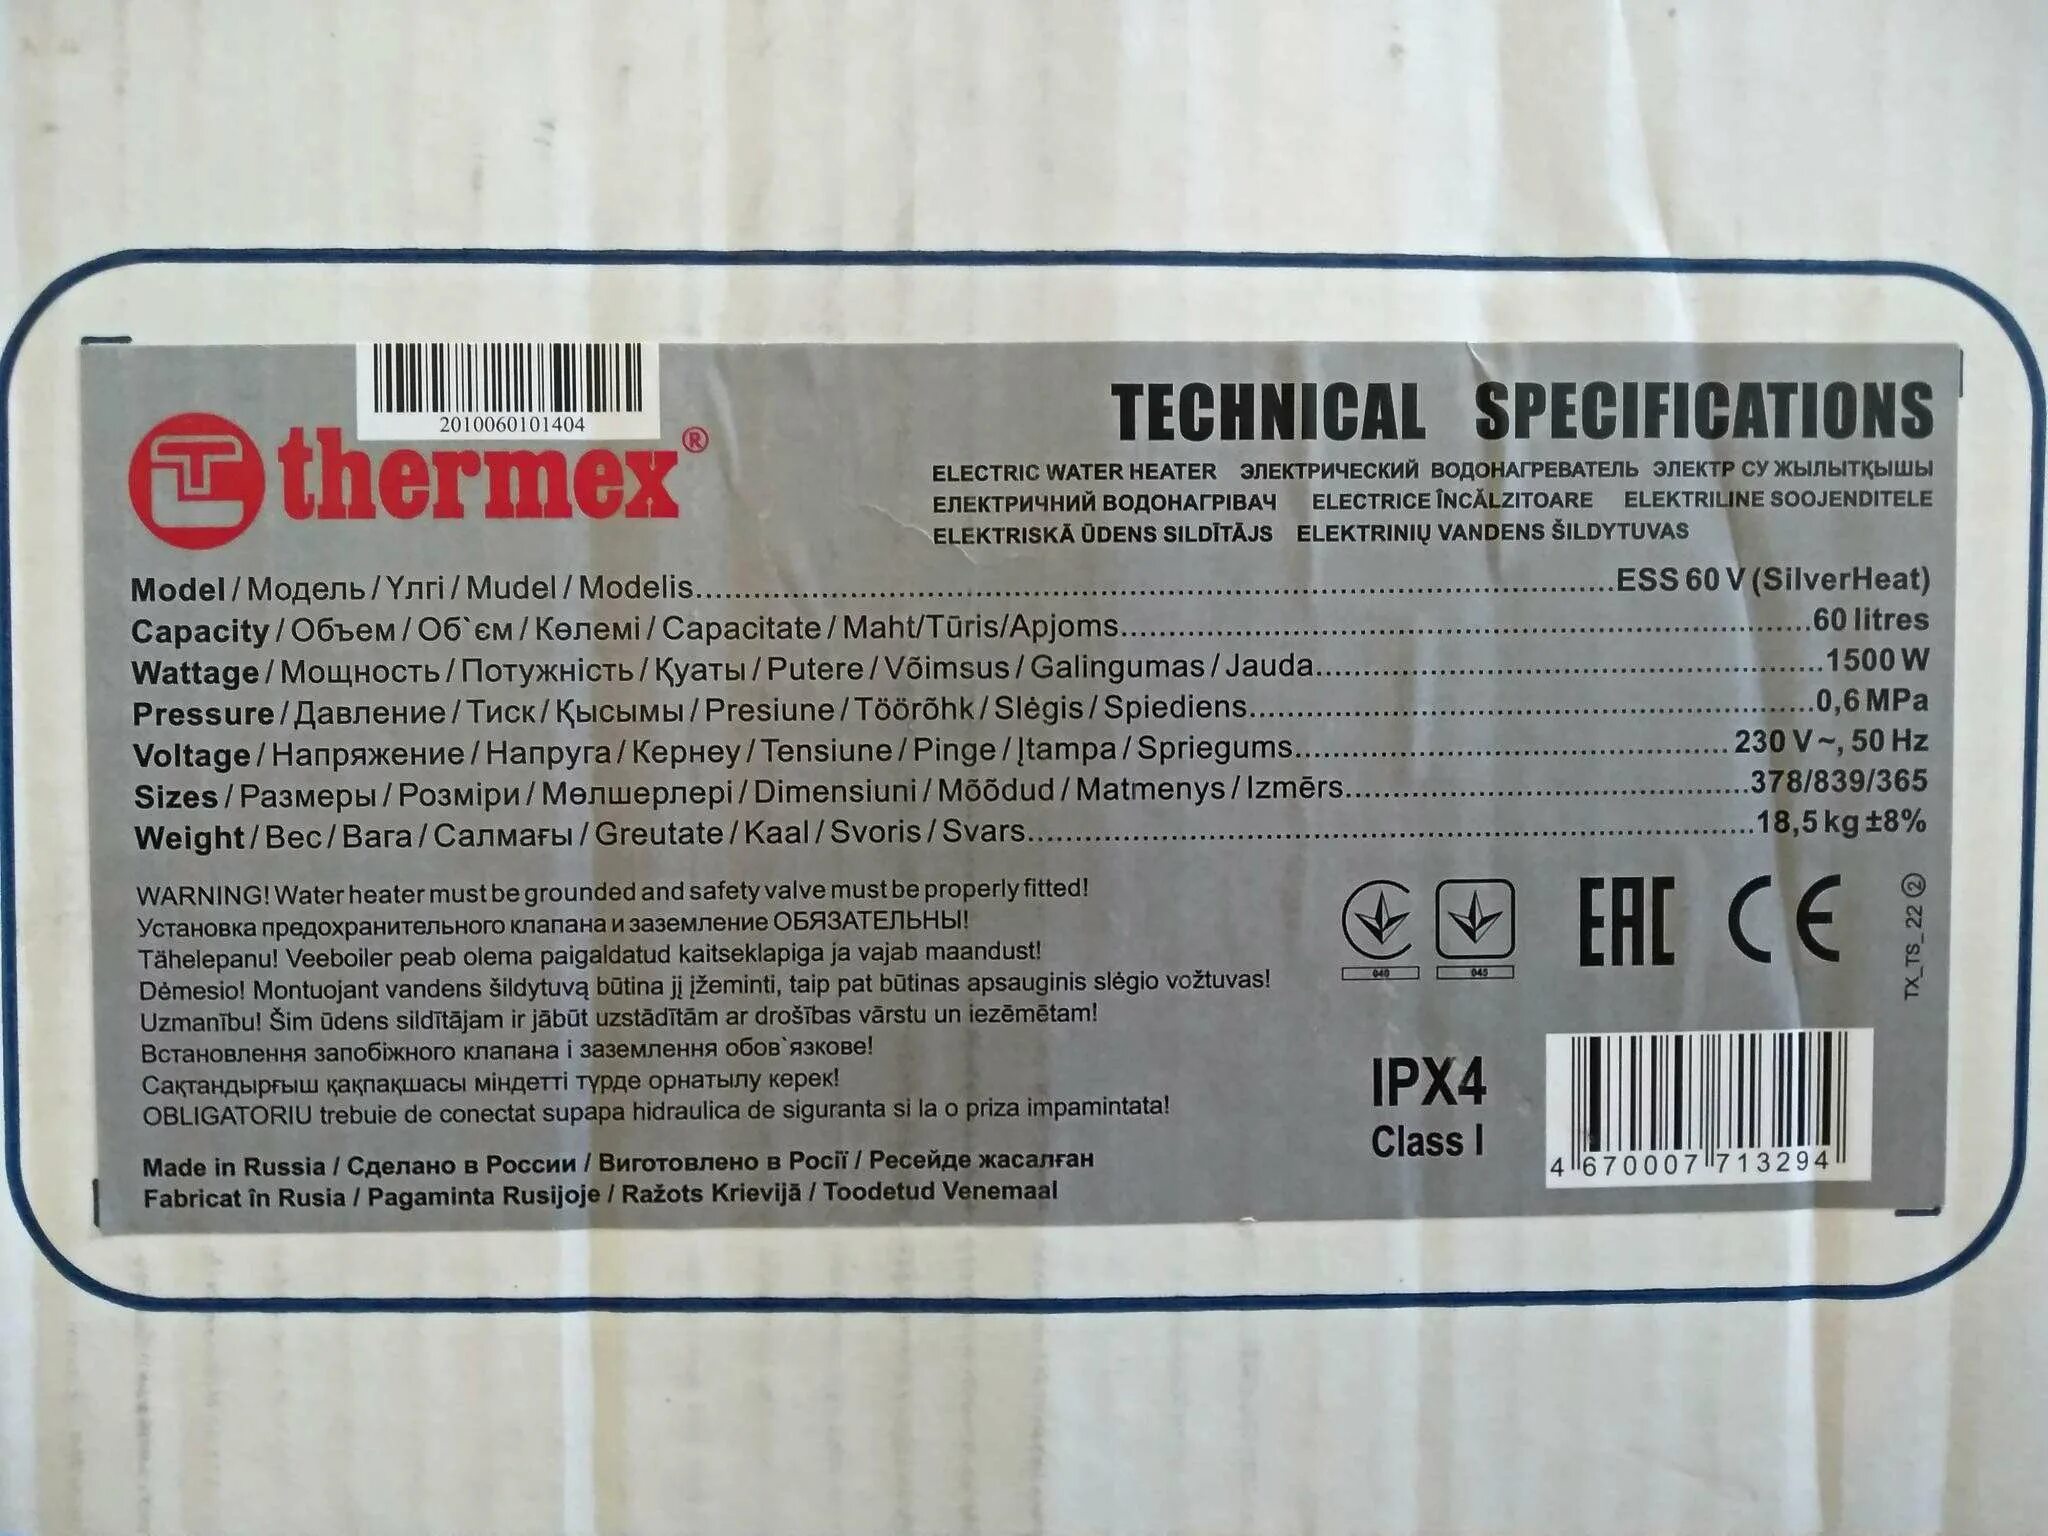 2010060101404
thermex®
TECHNICAL SPECIFICATIONS
ELECTRIC WATER HEATER ЭЛЕКТРИЧЕСКИЙ ВОДОНАГРЕВАТЕЛЬ ЭЛЕКТР СУ ЖЫЛЫТҚЫШЫ
ЕЛЕКТРИЧНИЙ ВОДОНАГРІВАЧ ELECTRICE ÎNCĂLZITOARE ELEKTRILINE SOOJENDITELE
ELEKTRISKĀ ŪDENS SILDĪTĀJS ELEKTRINIŲ VANDENS ŠILDYTUVAS
Model / Модель / Үлгі / Mudel / Modelis.....ESS 60 V (SilverHeat)
Capacity / Объем / Об`єм / Көлемі / Capacitate / Maht/Tūris/Apjoms.....60 litres
Wattage / Мощность / Потужність / Қуаты / Putere / Võimsus / Galingumas / Jauda.....1500 W
Pressure / Давление / Тиск / Қысымы / Presiune / Töörõhk / Slėgis / Spiediens.....0,6 MPa
Voltage / Напряжение / Напруга / Кернеу / Tensiune / Pinge / Įtampa / Spriegums.....230 V ~, 50 Hz
Sizes / Размеры / Розміри / Мөлшерлері / Dimensiuni / Mõõdud / Matmenys / Izmērs.....378/839/365
Weight / Вес / Вага / Салмағы / Greutate / Kaal / Svoris / Svars.....18,5 kg ±8%
WARNING! Water heater must be grounded and safety valve must be properly fitted!
Установка предохранительного клапана и заземление ОБЯЗАТЕЛЬНЫ!
Tähelepanu! Veeboiler peab olema paigaldatud kaitseklapiga ja vajab maandust!
Dėmesio! Montuojant vandens šildytuvą būtina jį įžeminti, taip pat būtinas apsauginis slėgio vožtuvas!
Uzmanību! Šim ūdens sildītājam ir jābūt uzstādītām ar drošības vārstu un iezēmētam!
Встановлення запобіжного клапана і заземлення обов`язкове!
Сақтандырғыш қақпақшасы міндетті түрде орнатылу керек!
OBLIGATORIU trebuie de conectat supapa hidraulica de siguranta si la o priza impamintata!
Made in Russia / Сделано в России / Виготовлено в Росії / Ресейде жасалған
Fabricat în Rusia / Pagaminta Rusijoje / Ražots Krievijā / Toodetud Venemaal
040 045
EAC CE
TX_TS_22 ②
IPX4
Class I
4 670007 713294